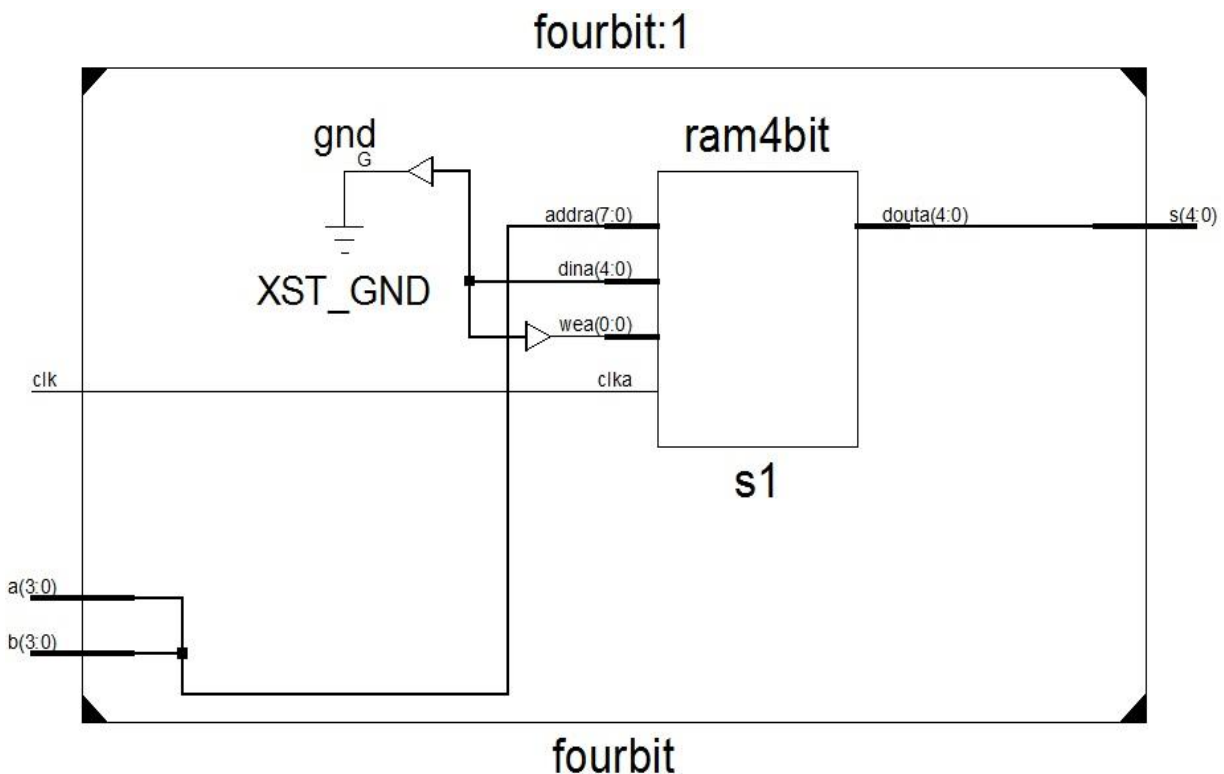 fourbit:1
gnd
G
XST_GND
ram4bit
addra(7:0)
dina(4:0)
wea(0:0)
clka
douta(4:0)
s1
s(4:0)
clk
a(3:0)
b(3:0)
fourbit